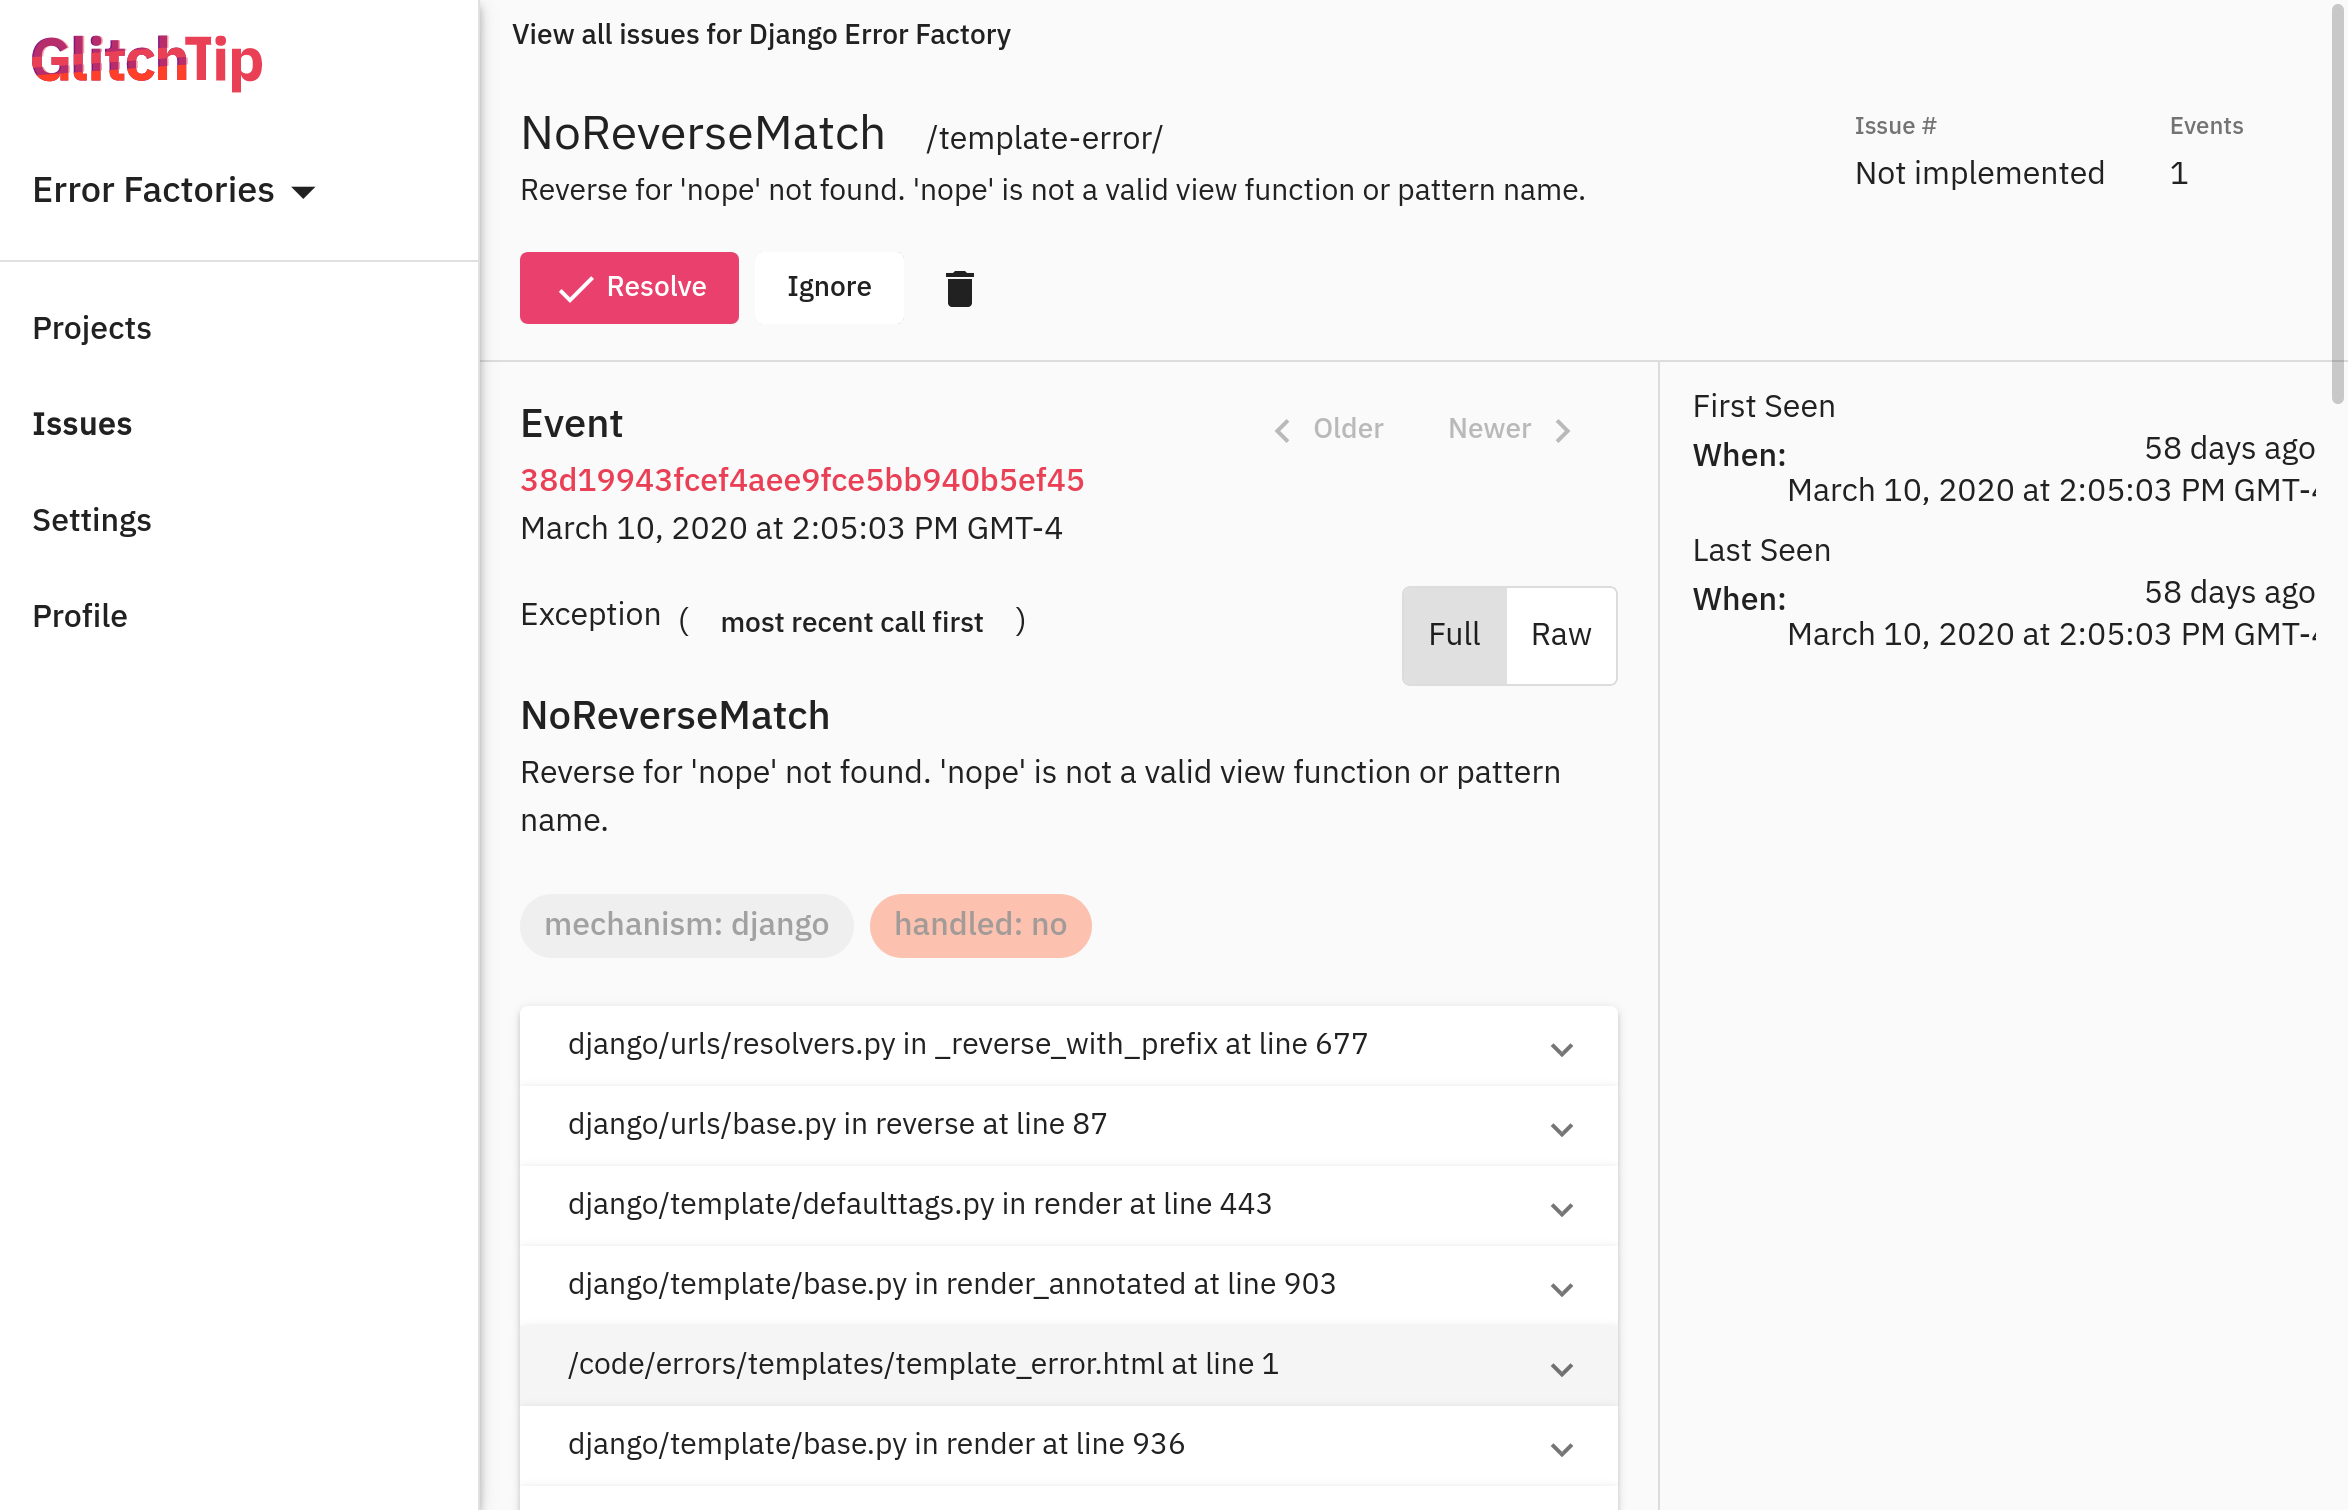 GlitchTip
Error Factories
Projects
Issues
Settings
Profile
View all issues for Django Error Factory
NoReverseMatch /template-error/
Reverse for 'nope' not found. 'nope' is not a valid view function or pattern name.
Issue #
Not implemented
Events
1
Resolve
Ignore
Event
Older
Newer
38d19943fcef4aee9fce5bb940b5ef45
March 10, 2020 at 2:05:03 PM GMT-4
Exception ( most recent call first )
Full
Raw
NoReverseMatch
Reverse for 'nope' not found. 'nope' is not a valid view function or pattern
name.
mechanism: django
handled: no
django/urls/resolvers.py in _reverse_with_prefix at line 677
django/urls/base.py in reverse at line 87
django/template/defaulttags.py in render at line 443
django/template/base.py in render_annotated at line 903
/code/errors/templates/template_error.html at line 1
django/template/base.py in render at line 936
First Seen
When: 58 days ago
March 10, 2020 at 2:05:03 PM GMT-4
Last Seen
When: 58 days ago
March 10, 2020 at 2:05:03 PM GMT-4